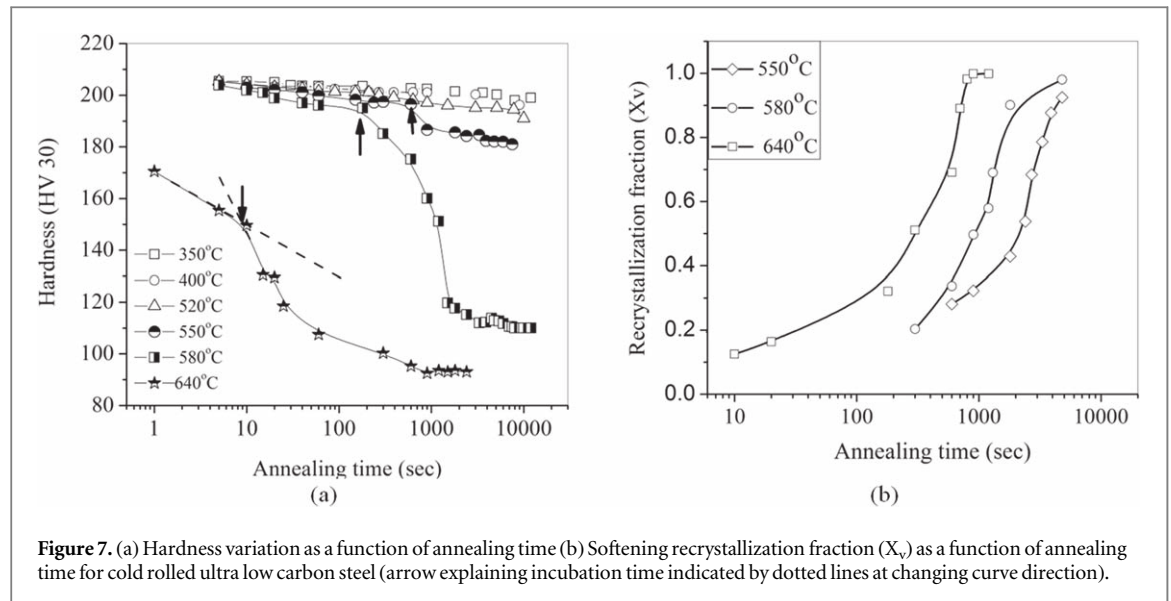 220
200
180
160
140
120
100
80
Hardness (HV 30)
350°C
400°C
520°C
550°C
580°C
640°C
1 10 100 1000 10000
Annealing time (sec)
(a)
550°C
580°C
640°C
1.0
0.8
0.6
0.4
0.2
0.0
Recrystallization fraction (Xv)
10 100 1000 10000
Annealing time (sec)
(b)
Figure 7. (a) Hardness variation as a function of annealing time (b) Softening recrystallization fraction (Xv) as a function of annealing
time for cold rolled ultra low carbon steel (arrow explaining incubation time indicated by dotted lines at changing curve direction).